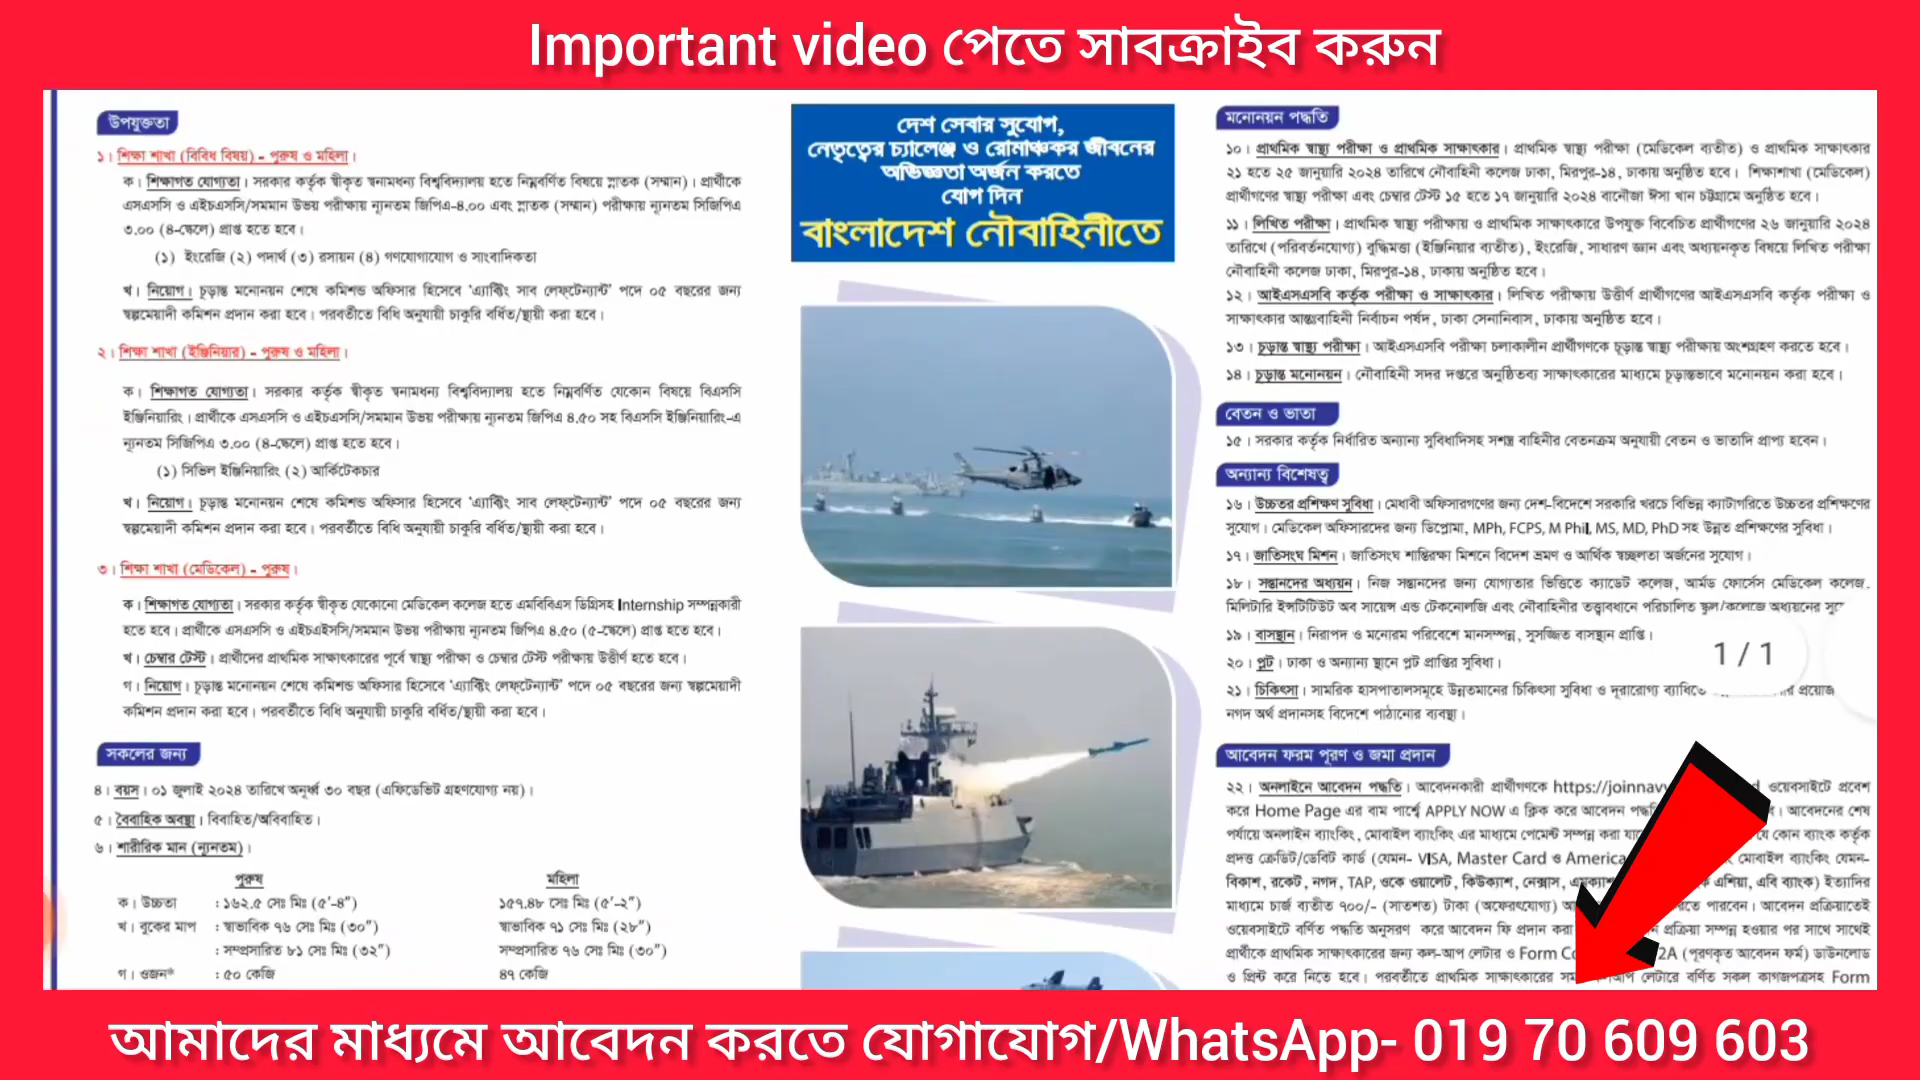 Important video পেতে সাবক্রাইব করুন
উপযুক্ততা
১। শিক্ষা শাখা (বিবিধ বিষয়) - পুরুষ ও মহিলা।
ক। শিক্ষাগত যোগ্যতা। সরকার কর্তৃক স্বীকৃত স্বনামধন্য বিশ্ববিদ্যালয় হতে নিম্নবর্ণিত বিষয়ে স্নাতক (সম্মান)। প্রার্থীকে
এসএসসি ও এইচএসসি/সমমান উভয় পরীক্ষায় ন্যূনতম জিপিএ-৪.০০ এবং স্নাতক (সম্মান) পরীক্ষায় ন্যূনতম সিজিপিএ
৩.০০ (৪-স্কেলে) প্রাপ্ত হতে হবে।
(১) ইংরেজি (২) পদার্থ (৩) রসায়ন (৪) গণযোগাযোগ ও সাংবাদিকতা
খ। নিয়োগ। চূড়ান্ত মনোনয়ন শেষে কমিশন্ড অফিসার হিসেবে ‘এ্যাক্টিং সাব লেফ্টেন্যান্ট’ পদে ০৫ বছরের জন্য
স্বল্পমেয়াদী কমিশন প্রদান করা হবে। পরবর্তীতে বিধি অনুযায়ী চাকুরি বর্ধিত/স্থায়ী করা হবে।
২। শিক্ষা শাখা (ইঞ্জিনিয়ার) - পুরুষ ও মহিলা।
ক। শিক্ষাগত যোগ্যতা। সরকার কর্তৃক স্বীকৃত স্বনামধন্য বিশ্ববিদ্যালয় হতে নিম্নবর্ণিত যেকোন বিষয়ে বিএসসি
ইঞ্জিনিয়ারিং। প্রার্থীকে এসএসসি ও এইচএসসি/সমমান উভয় পরীক্ষায় ন্যূনতম জিপিএ ৪.৫০ সহ বিএসসি ইঞ্জিনিয়ারিং-এ
ন্যূনতম সিজিপিএ ৩.০০ (৪-স্কেলে) প্রাপ্ত হতে হবে।
(১) সিভিল ইঞ্জিনিয়ারিং (২) আর্কিটেকচার
খ। নিয়োগ। চূড়ান্ত মনোনয়ন শেষে কমিশন্ড অফিসার হিসেবে ‘এ্যাক্টিং সাব লেফ্টেন্যান্ট’ পদে ০৫ বছরের জন্য
স্বল্পমেয়াদী কমিশন প্রদান করা হবে। পরবর্তীতে বিধি অনুযায়ী চাকুরি বর্ধিত/স্থায়ী করা হবে।
৩। শিক্ষা শাখা (মেডিকেল) - পুরুষ।
ক। শিক্ষাগত যোগ্যতা। সরকার কর্তৃক স্বীকৃত যেকোনো মেডিকেল কলেজ হতে এমবিবিএস ডিগ্রিসহ Internship সম্পন্নকারী
হতে হবে। প্রার্থীকে এসএসসি ও এইচএইসসি/সমমান উভয় পরীক্ষায় ন্যূনতম জিপিএ ৪.৫০ (৫-স্কেলে) প্রাপ্ত হতে হবে।
খ। চেম্বার টেস্ট। প্রার্থীদের প্রাথমিক সাক্ষাৎকারের পূর্বে স্বাস্থ্য পরীক্ষা ও চেম্বার টেস্ট পরীক্ষায় উত্তীর্ণ হতে হবে।
গ। নিয়োগ। চূড়ান্ত মনোনয়ন শেষে কমিশন্ড অফিসার হিসেবে ‘এ্যাক্টিং লেফ্টেন্যান্ট’ পদে ০৫ বছরের জন্য স্বল্পমেয়াদী
কমিশন প্রদান করা হবে। পরবর্তীতে বিধি অনুযায়ী চাকুরি বর্ধিত/স্থায়ী করা হবে।
সকলের জন্য
৪। বয়স। ০১ জুলাই ২০২৪ তারিখে অনূর্ধ্ব ৩০ বছর (এফিডেভিট গ্রহণযোগ্য নয়)।
৫। বৈবাহিক অবস্থা। বিবাহিত/অবিবাহিত।
৬। শারীরিক মান (ন্যূনতম)।
পুরুষ মহিলা
ক। উচ্চতা : ১৬২.৫ সেঃ মিঃ (৫′-৪″) ১৫৭.৪৮ সেঃ মিঃ (৫′-২″)
খ। বুকের মাপ : স্বাভাবিক ৭৬ সেঃ মিঃ (৩০″) স্বাভাবিক ৭১ সেঃ মিঃ (২৮″)
: সম্প্রসারিত ৮১ সেঃ মিঃ (৩২″) সম্প্রসারিত ৭৬ সেঃ মিঃ (৩০″)
গ। ওজন* : ৫০ কেজি ৪৭ কেজি
দেশ সেবার সুযোগ,
নেতৃত্বের চ্যালেঞ্জ ও রোমাঞ্চকর জীবনের
অভিজ্ঞতা অর্জন করতে
যোগ দিন
বাংলাদেশ নৌবাহিনীতে
মনোনয়ন পদ্ধতি
১০। প্রাথমিক স্বাস্থ্য পরীক্ষা ও প্রাথমিক সাক্ষাৎকার। প্রাথমিক স্বাস্থ্য পরীক্ষা (মেডিকেল ব্যতীত) ও প্রাথমিক সাক্ষাৎকার
২১ হতে ২৫ জানুয়ারি ২০২৪ তারিখে নৌবাহিনী কলেজ ঢাকা, মিরপুর-১৪, ঢাকায় অনুষ্ঠিত হবে। শিক্ষাশাখা (মেডিকেল)
প্রার্থীগণের স্বাস্থ্য পরীক্ষা এবং চেম্বার টেস্ট ১৫ হতে ১৭ জানুয়ারি ২০২৪ বানৌজা ঈসা খান চট্টগ্রামে অনুষ্ঠিত হবে।
১১। লিখিত পরীক্ষা। প্রাথমিক স্বাস্থ্য পরীক্ষায় ও প্রাথমিক সাক্ষাৎকারে উপযুক্ত বিবেচিত প্রার্থীগণের ২৬ জানুয়ারি ২০২৪
তারিখে (পরিবর্তনযোগ্য) বুদ্ধিমত্তা (ইঞ্জিনিয়ার ব্যতীত), ইংরেজি, সাধারণ জ্ঞান এবং অধ্যয়নকৃত বিষয়ে লিখিত পরীক্ষা
নৌবাহিনী কলেজ ঢাকা, মিরপুর-১৪, ঢাকায় অনুষ্ঠিত হবে।
১২। আইএসএসবি কর্তৃক পরীক্ষা ও সাক্ষাৎকার। লিখিত পরীক্ষায় উত্তীর্ণ প্রার্থীগণের আইএসএসবি কর্তৃক পরীক্ষা ও
সাক্ষাৎকার আন্তঃবাহিনী নির্বাচন পর্ষদ, ঢাকা সেনানিবাস, ঢাকায় অনুষ্ঠিত হবে।
১৩। চূড়ান্ত স্বাস্থ্য পরীক্ষা। আইএসএসবি পরীক্ষা চলাকালীন প্রার্থীগণকে চূড়ান্ত স্বাস্থ্য পরীক্ষায় অংশগ্রহণ করতে হবে।
১৪। চূড়ান্ত মনোনয়ন। নৌবাহিনী সদর দপ্তরে অনুষ্ঠিতব্য সাক্ষাৎকারের মাধ্যমে চূড়ান্তভাবে মনোনয়ন করা হবে।
বেতন ও ভাতা
১৫। সরকার কর্তৃক নির্ধারিত অন্যান্য সুবিধাদিসহ সশস্ত্র বাহিনীর বেতনক্রম অনুযায়ী বেতন ও ভাতাদি প্রাপ্য হবেন।
অন্যান্য বিশেষত্ব
১৬। উচ্চতর প্রশিক্ষণ সুবিধা। মেধাবী অফিসারগণের জন্য দেশ-বিদেশে সরকারি খরচে বিভিন্ন ক্যাটাগরিতে উচ্চতর প্রশিক্ষণের
সুযোগ। মেডিকেল অফিসারদের জন্য ডিপ্লোমা, MPh, FCPS, M Phil, MS, MD, PhD সহ উন্নত প্রশিক্ষণের সুবিধা।
১৭। জাতিসংঘ মিশন। জাতিসংঘ শান্তিরক্ষা মিশনে বিদেশ ভ্রমণ ও আর্থিক স্বচ্ছলতা অর্জনের সুযোগ।
১৮। সন্তানদের অধ্যয়ন। নিজ সন্তানদের জন্য যোগ্যতার ভিত্তিতে ক্যাডেট কলেজ, আর্মড ফোর্সেস মেডিকেল কলেজ,
মিলিটারি ইন্সটিটিউট অব সায়েন্স এন্ড টেকনোলজি এবং নৌবাহিনীর তত্ত্বাবধানে পরিচালিত স্কুল/কলেজে অধ্যয়নের
১৯। বাসস্থান। নিরাপদ ও মনোরম পরিবেশে মানসম্পন্ন, সুসজ্জিত বাসস্থান প্রাপ্তি।
২০। প্লট। ঢাকা ও অন্যান্য স্থানে প্লট প্রাপ্তির সুবিধা।
1 / 1
২১। চিকিৎসা। সামরিক হাসপাতালসমূহে উন্নতমানের চিকিৎসা সুবিধা ও দূরারোগ্য ব্যাধিতে
নগদ অর্থ প্রদানসহ বিদেশে পাঠানোর ব্যবস্থা।
আবেদন ফরম পূরণ ও জমা প্রদান
২২। অনলাইনে আবেদন পদ্ধতি। আবেদনকারী প্রার্থীগণকে https://joinnavy ওয়েবসাইটে প্রবেশ
করে Home Page এর বাম পার্শ্বে APPLY NOW এ ক্লিক করে আবেদন আবেদনের শেষ
পর্যায়ে অনলাইন ব্যাংকিং, মোবাইল ব্যাংকিং এর মাধ্যমে পেমেন্ট সম্পন্ন করা কোন ব্যাংক কর্তৃক
প্রদত্ত ক্রেডিট/ডেবিট কার্ড (যেমন- VISA, Master Card ও America মোবাইল ব্যাংকিং যেমন-
বিকাশ, রকেট, নগদ, TAP, ওকে ওয়ালেট, কিউক্যাশ, নেক্সাস, এশিয়া, এবি ব্যাংক) ইত্যাদির
মাধ্যমে চার্জ ব্যতীত ৭০০/- (সাতশত) টাকা (অফেরৎযোগ্য) পারবেন। আবেদন প্রক্রিয়াতেই
ওয়েবসাইটে বর্ণিত পদ্ধতি অনুসরণ করে আবেদন ফি প্রদান করা প্রক্রিয়া সম্পন্ন হওয়ার পর সাথে সাথেই
প্রার্থীকে প্রাথমিক সাক্ষাৎকারের জন্য কল-আপ লেটার ও Form 2A (পূরণকৃত আবেদন ফর্ম) ডাউনলোড
ও প্রিন্ট করে নিতে হবে। পরবর্তীতে প্রাথমিক সাক্ষাৎকারের লেটারে বর্ণিত সকল কাগজপত্রসহ Form
আমাদের মাধ্যমে আবেদন করতে যোগাযোগ/WhatsApp- 019 70 609 603